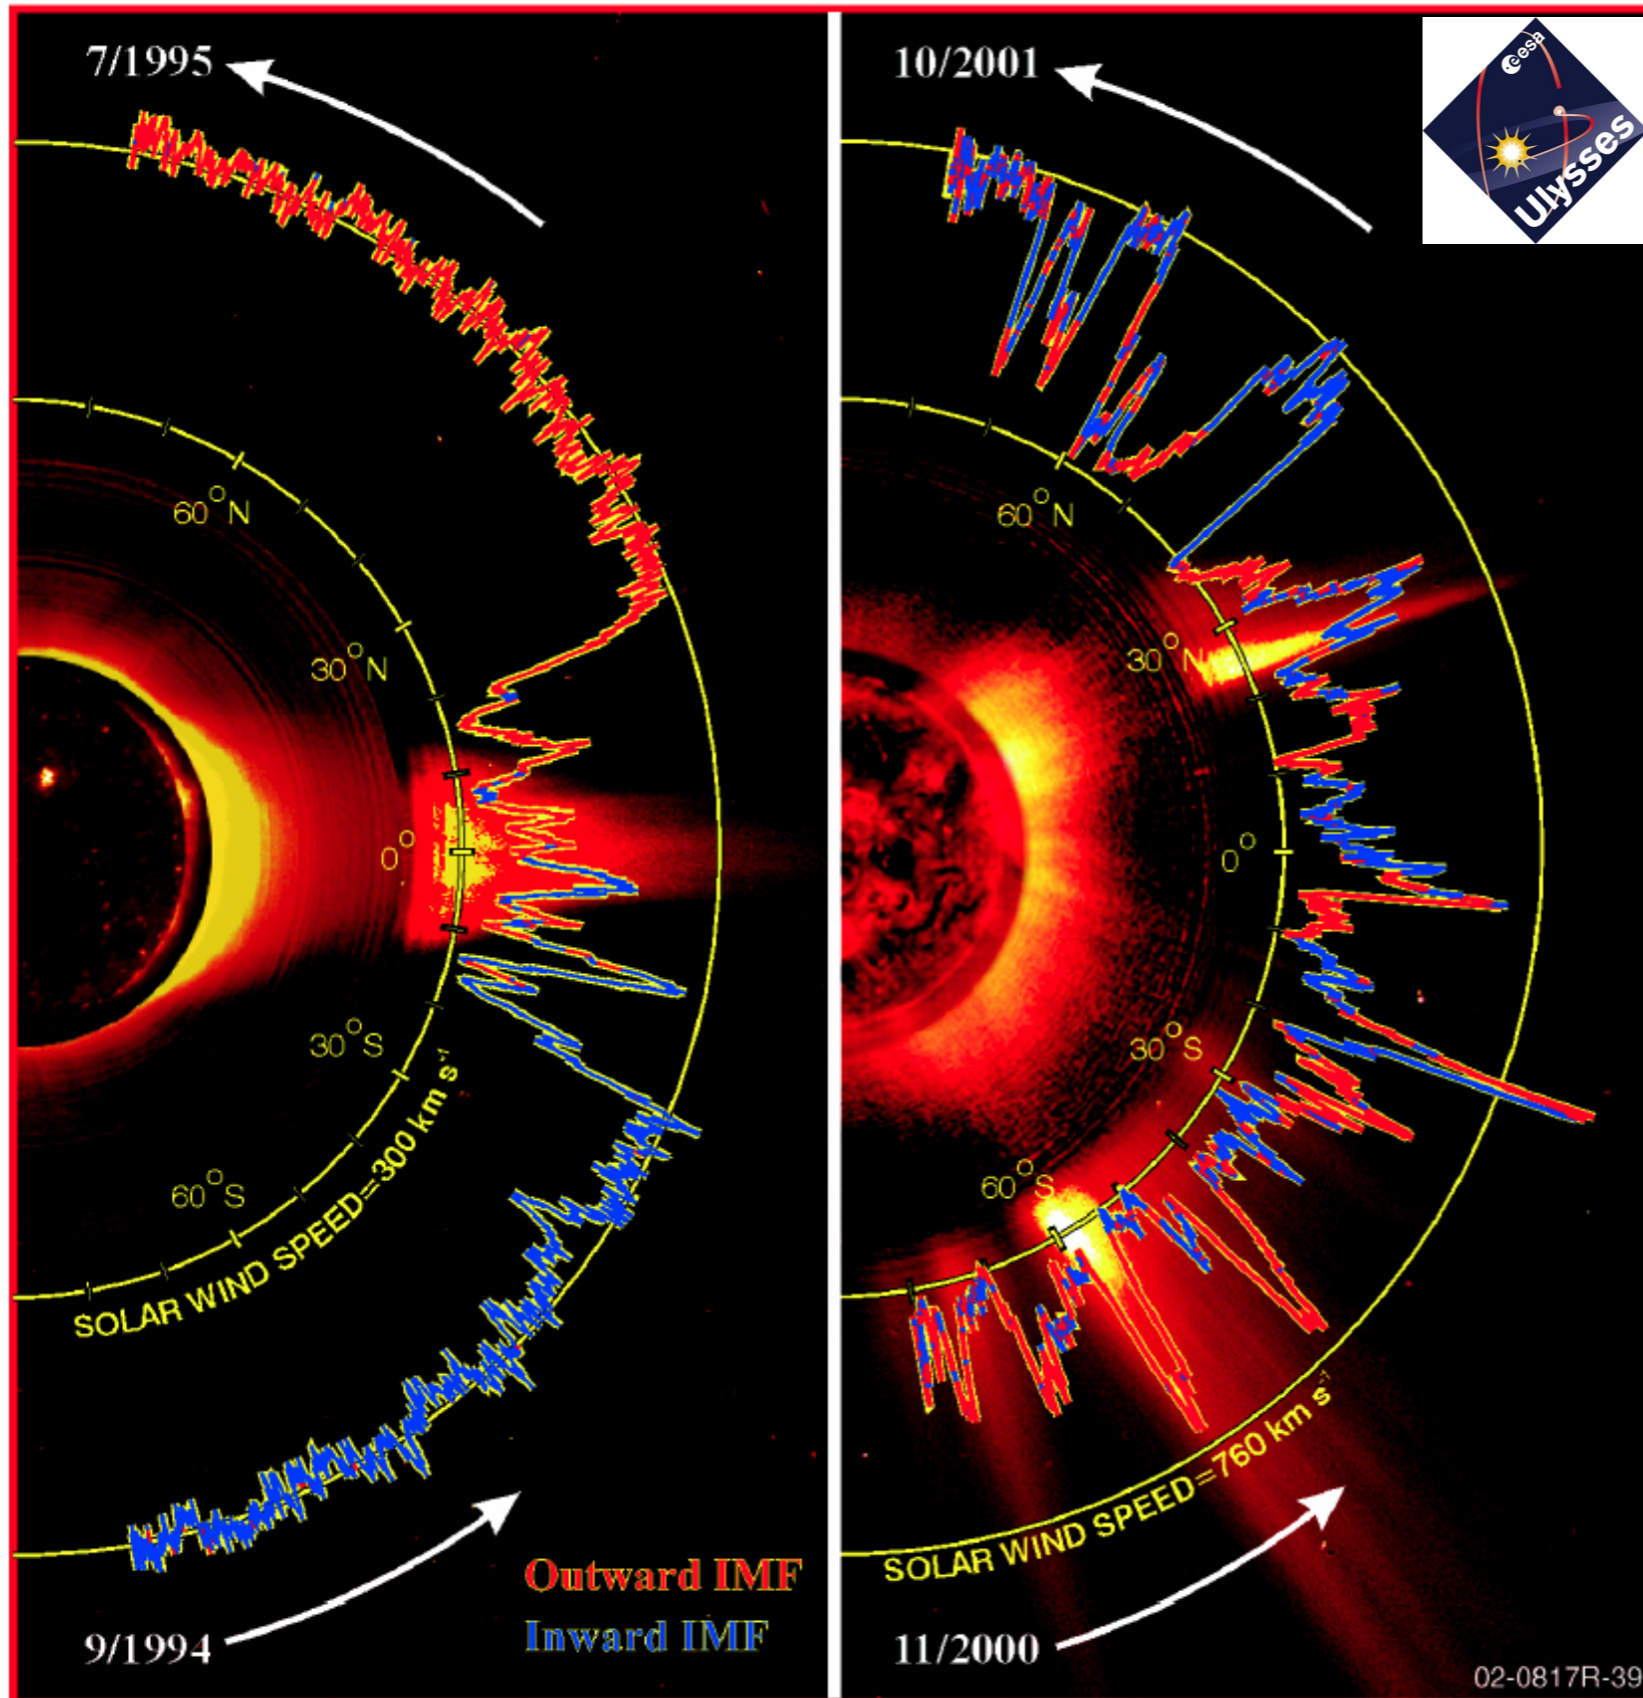 7/1995
10/2001
esa
Ulysses
60°N
30°N
0°
30°S
60°S
SOLAR WIND SPEED=300 km s⁻¹
60°N
30°N
0°
30°S
60°S
SOLAR WIND SPEED=760 km s⁻¹
Outward IMF
Inward IMF
9/1994
11/2000
02-0817R-39